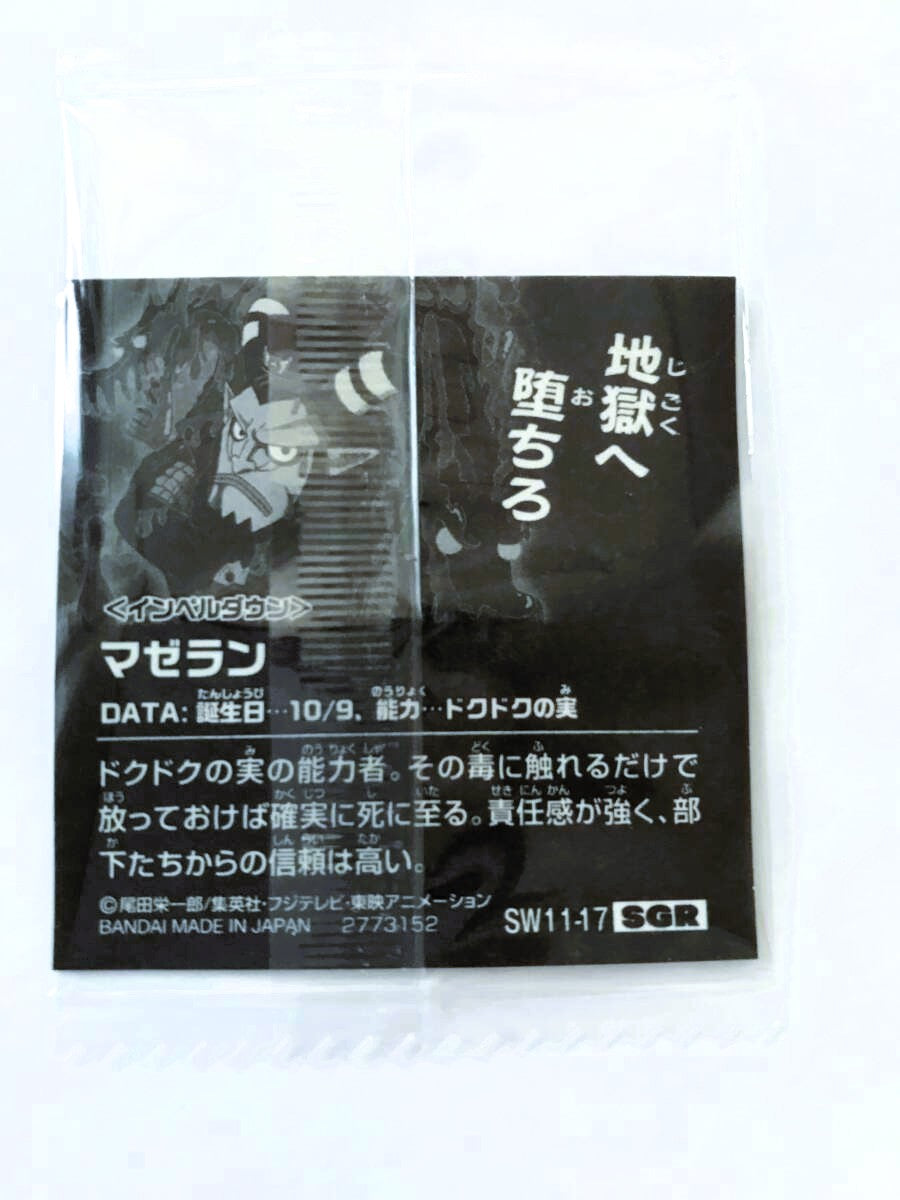 地獄へ
堕ちろ
<インペルダウン>
マゼラン
DATA: 誕生日…10/9、能力…ドクドクの実
ドクドクの実の能力者。その毒に触れるだけで
放っておけば確実に死に至る。責任感が強く、部
下たちからの信頼は高い。
©尾田栄一郎/集英社・フジテレビ・東映アニメーション
BANDAI MADE IN JAPAN 2773152
SW11-17 SGR